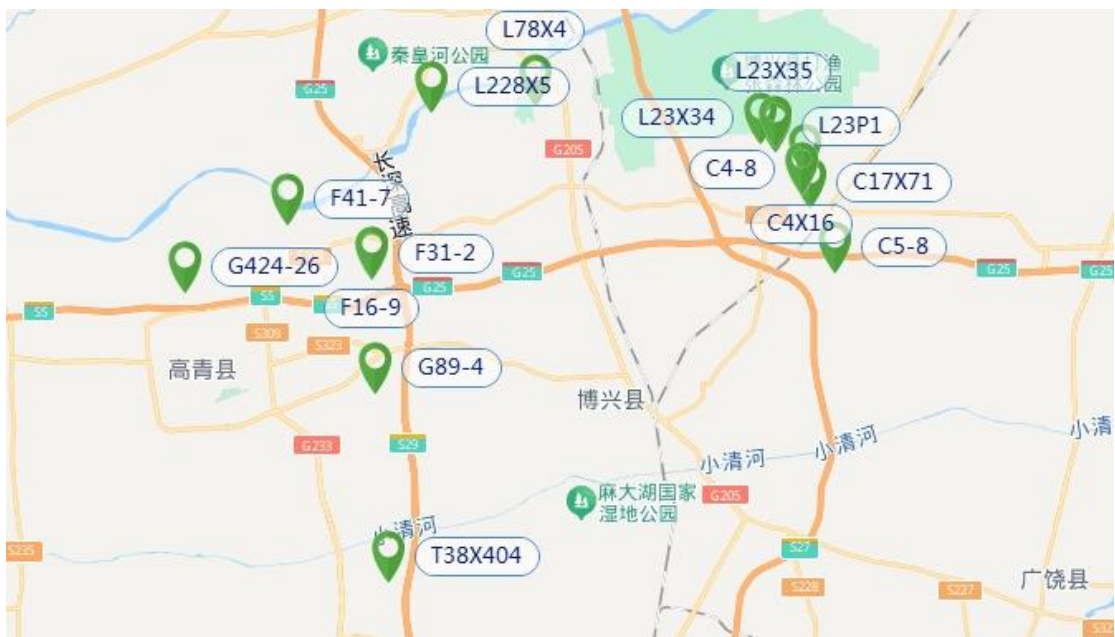 L78X4
秦皇河公园
G25
L228X5
L23X35
渔
园
L23X34
L23P1
G205
C4-8
C17X71
长深高速
F41-7
C4X16
F31-2
C5-8
G424-26
G25
G25
G25
G25
S5
S5
F16-9
S309
S323
高青县
G89-4
博兴县
G233
S29
小清河
小清河
小清河
G205
麻大湖国家
湿地公园
小清河
S235
T38X404
S27
S228
S227
广饶县